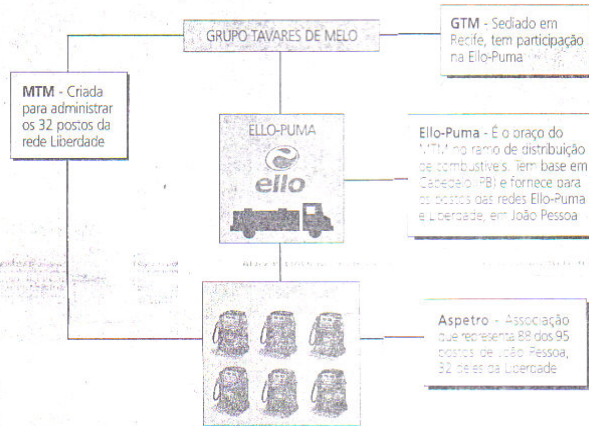 GRUPO TAVARES DE MELO
GTM - Sediado em
Recife, tem participação
na Ello-Puma
MTM - Criada
para administrar
os 32 postos da
rede Liberdade
ELLO-PUMA
ello
Ello-Puma - É o braço do
MTM no ramo de distribuição
de combustíveis. Tem base em
Cabedelo (PB) e fornece para
os postos das redes Ello-Puma
e Liberdade, em João Pessoa
Aspetro - Associação
que representa 88 dos 95
postos de João Pessoa,
32 deles da Liberdade